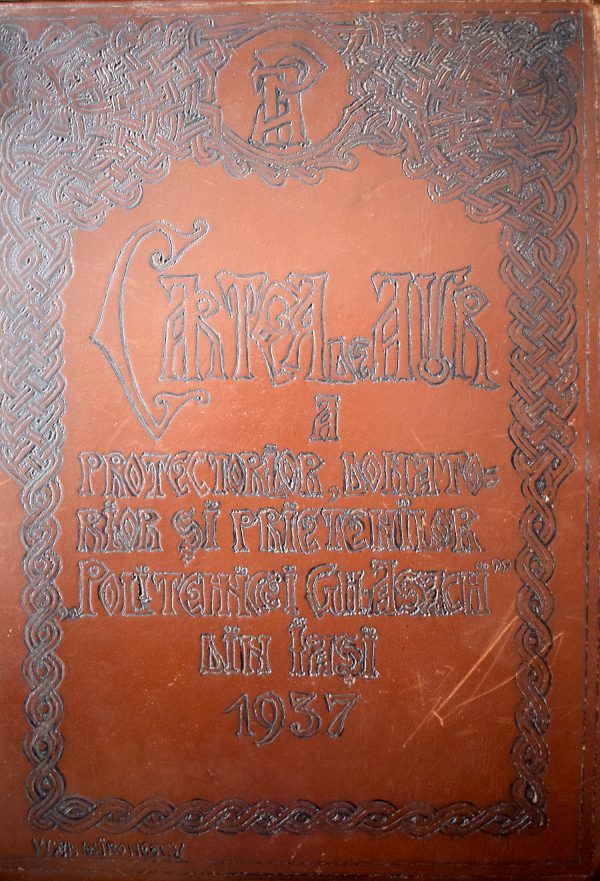 CARTEA DE AUR
A
PROTECTORILOR, DONATO=
RILOR ŞI PRIETENILOR
„POLITEHNICEI GH. ASACHI”
DIN IAŞI
1937